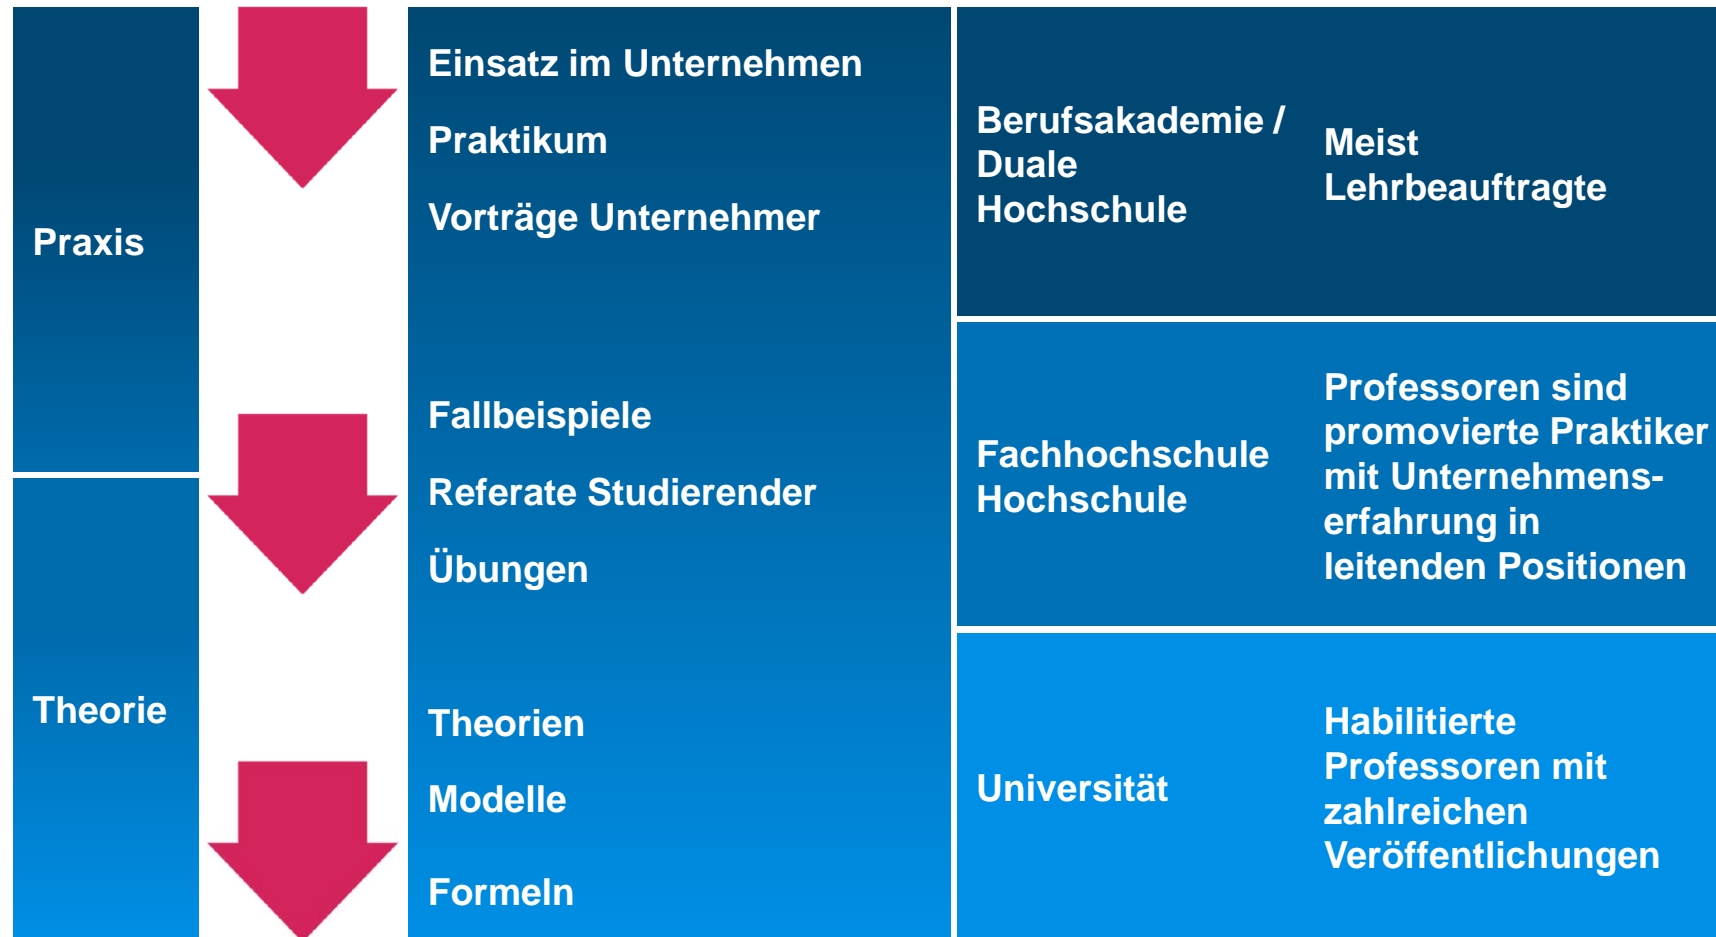 Praxis
Theorie
Einsatz im Unternehmen
Praktikum
Vorträge Unternehmer
Fallbeispiele
Referate Studierender
Übungen
Theorien
Modelle
Formeln
Berufsakademie /
Duale
Hochschule
Meist
Lehrbeauftragte
Fachhochschule
Hochschule
Professoren sind
promovierte Praktiker
mit Unternehmens-
erfahrung in
leitenden Positionen
Universität
Habilitierte
Professoren mit
zahlreichen
Veröffentlichungen